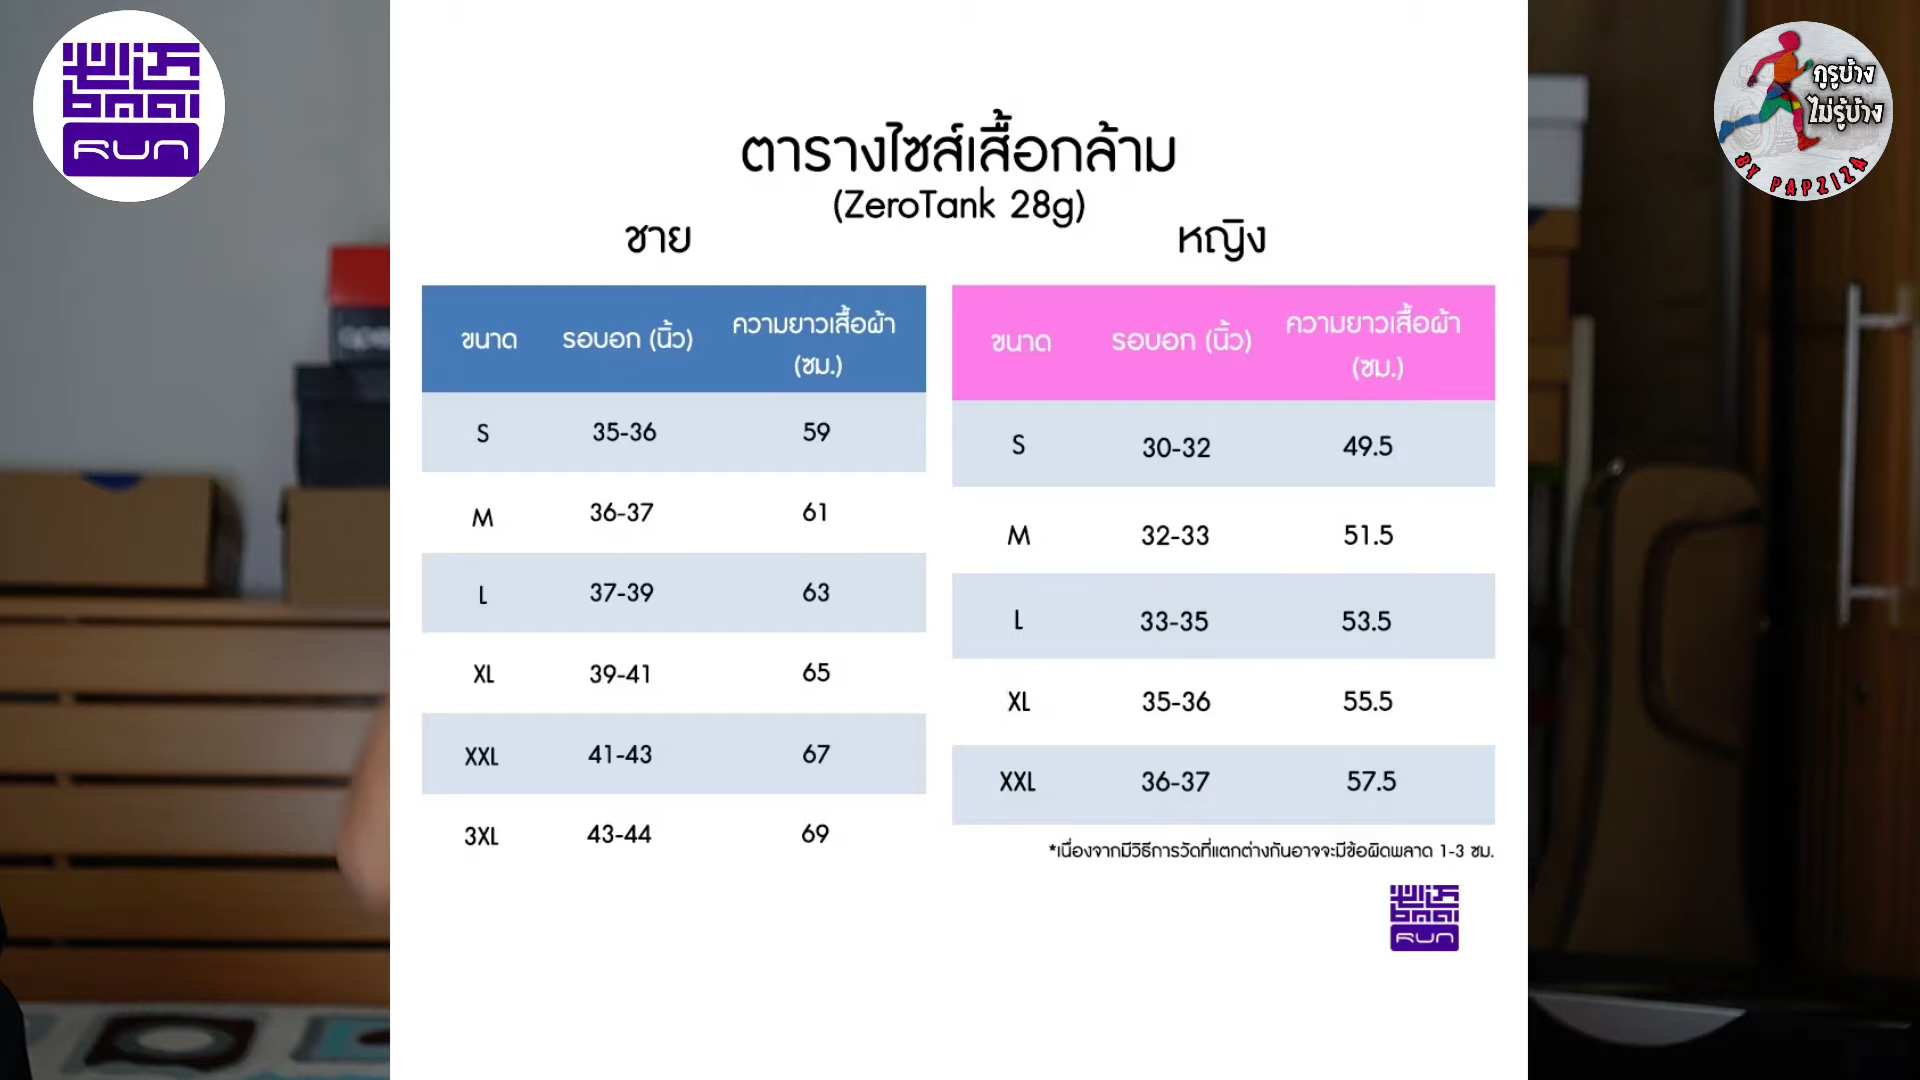 bmai
RUN
กูรูบ้าง
ไม่รู้บ้าง
BY PAPZIZA
ตารางไซส์เสื้อกล้าม
(ZeroTank 28g)
ชาย
ขนาด รอบอก (นิ้ว) ความยาวเสื้อผ้า (ซม.)
S 35-36 59
M 36-37 61
L 37-39 63
XL 39-41 65
XXL 41-43 67
3XL 43-44 69
หญิง
ขนาด รอบอก (นิ้ว) ความยาวเสื้อผ้า (ซม.)
S 30-32 49.5
M 32-33 51.5
L 33-35 53.5
XL 35-36 55.5
XXL 36-37 57.5
*เนื่องจากมีวิธีการวัดที่แตกต่างกันอาจจะมีข้อผิดพลาด 1-3 ซม.
bmai
RUN